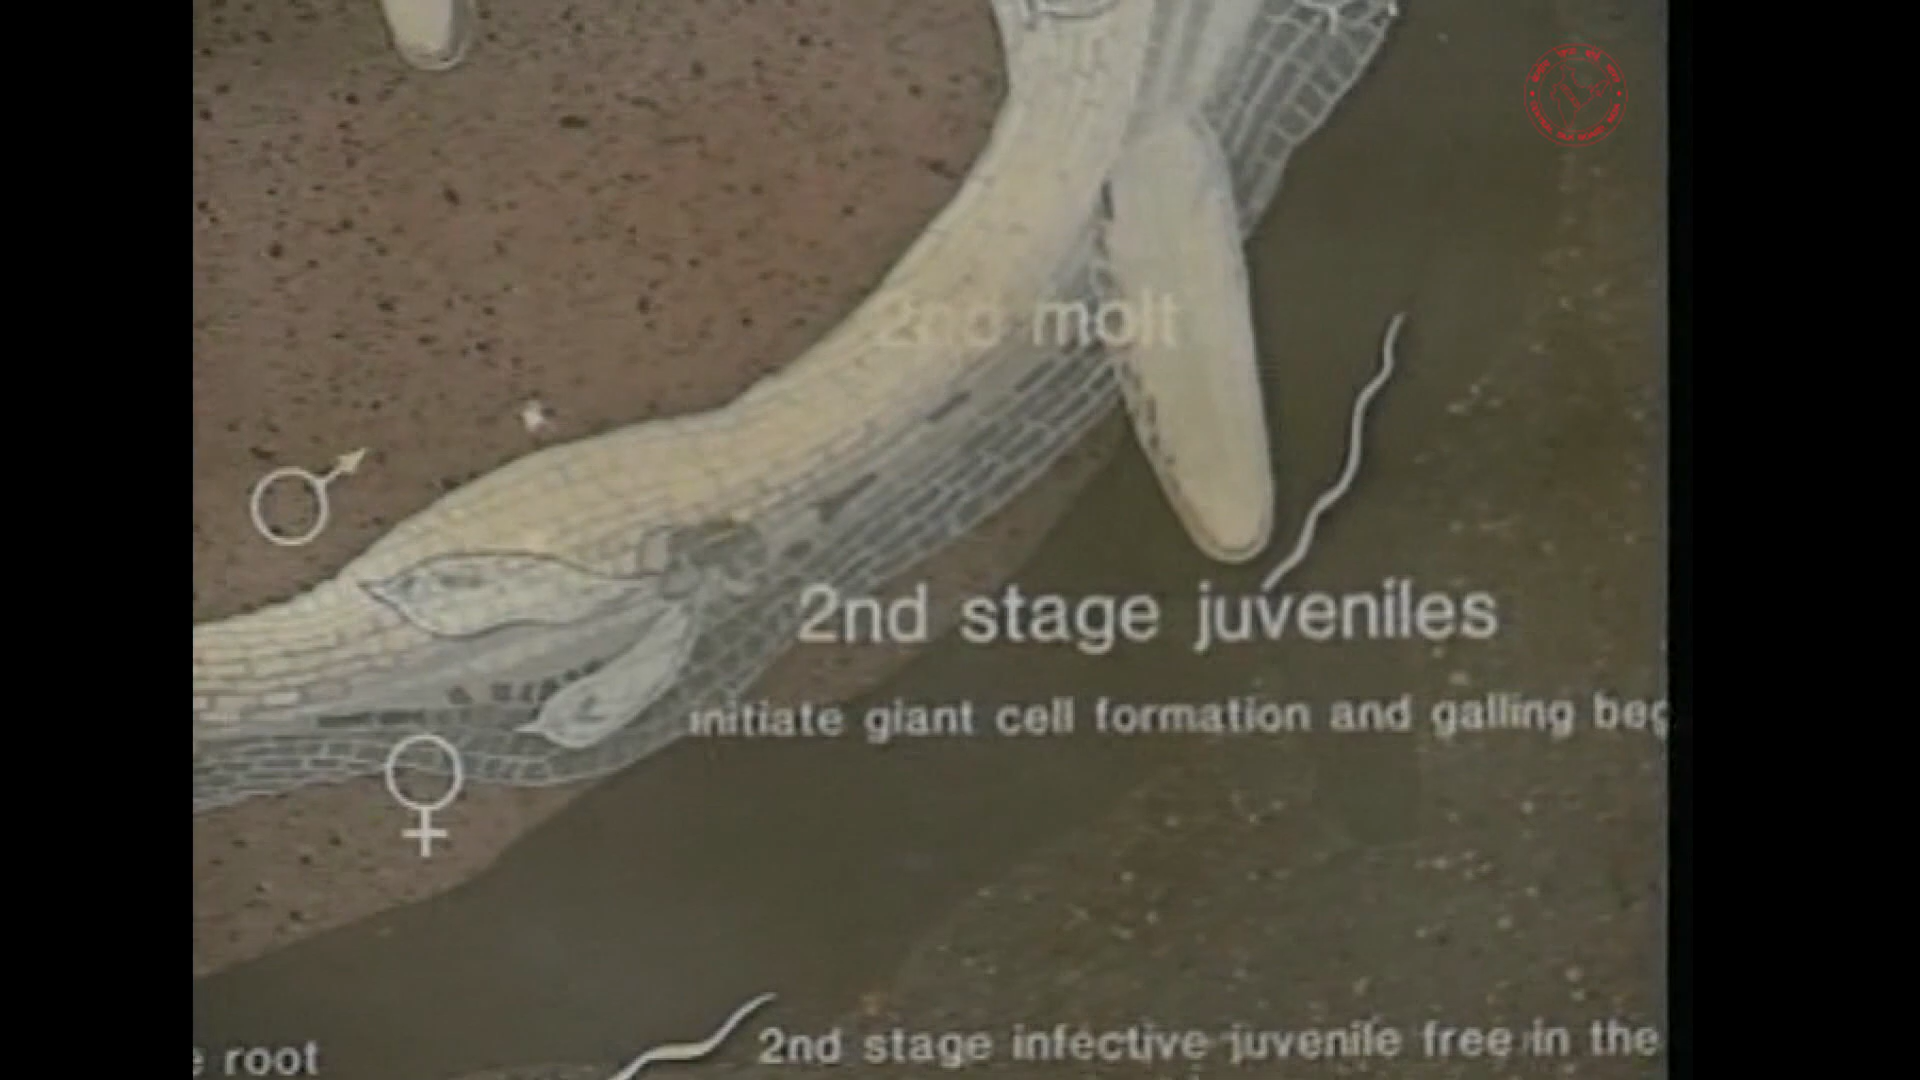 2nd molt
2nd stage juveniles
initiate giant cell formation and galling beg
2nd stage infective juvenile free in the
e root